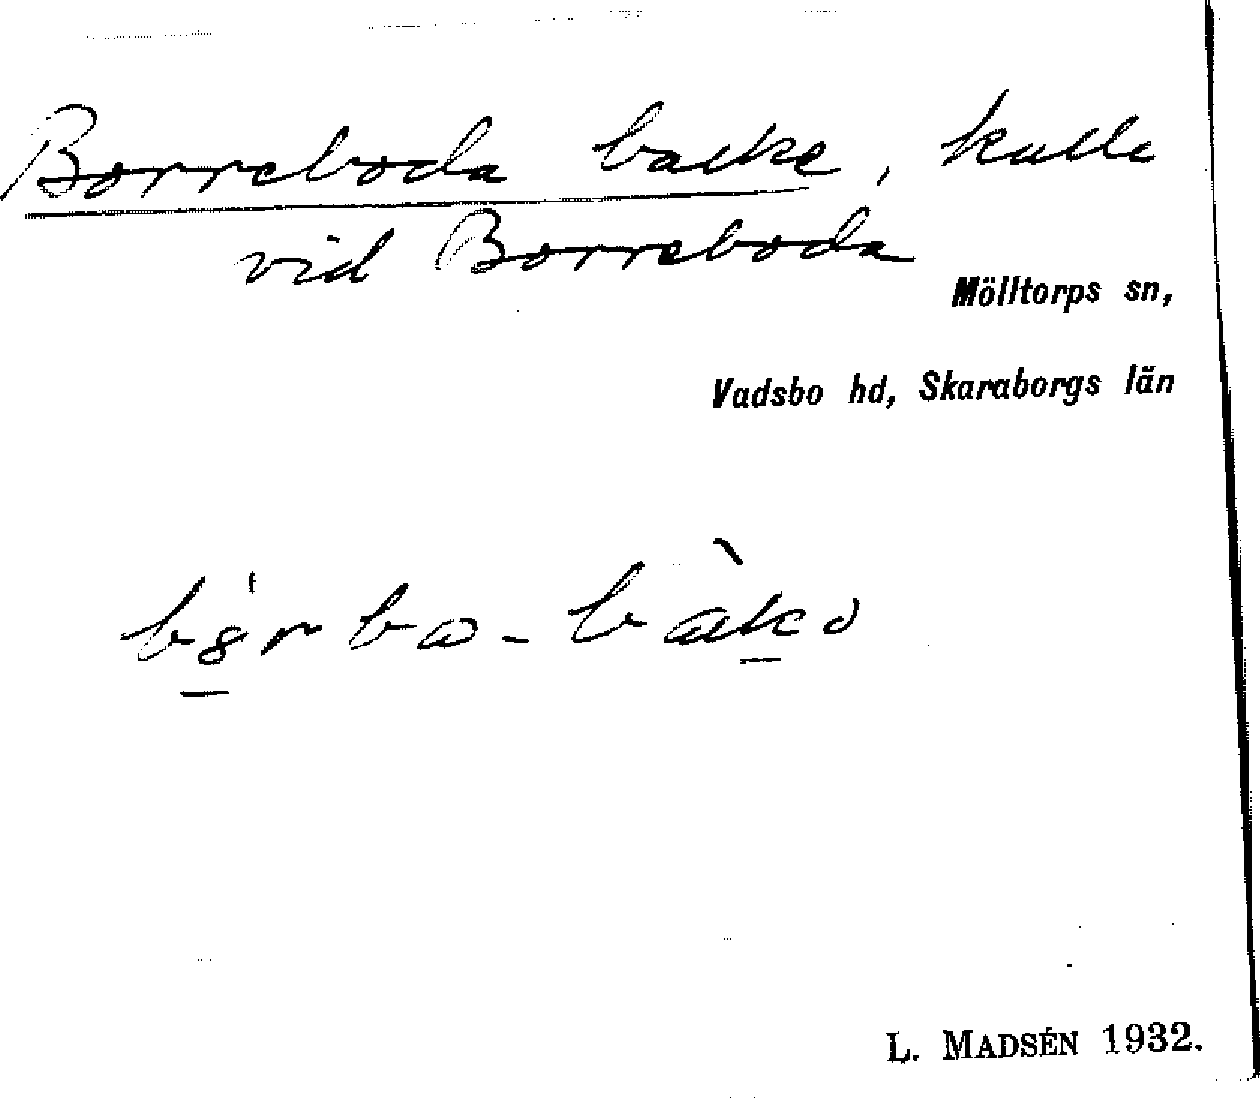 Borreboda backe, kulle
vid Borreboda
Mölltorps sn,
Vadsbo hd, Skaraborgs län
L. MADSÉN 1932.